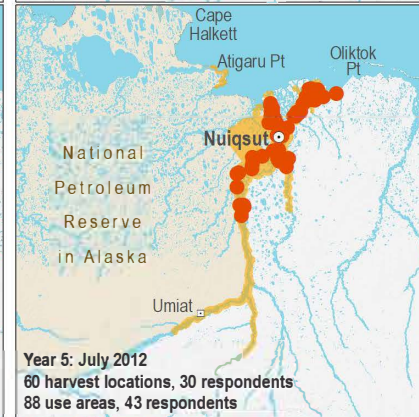 Cape
Halkett
Atigaru Pt
Oliktok
Pt
Nuiqsut
National
Petroleum
Reserve
in Alaska
Umiat
Year 5: July 2012
60 harvest locations, 30 respondents
88 use areas, 43 respondents